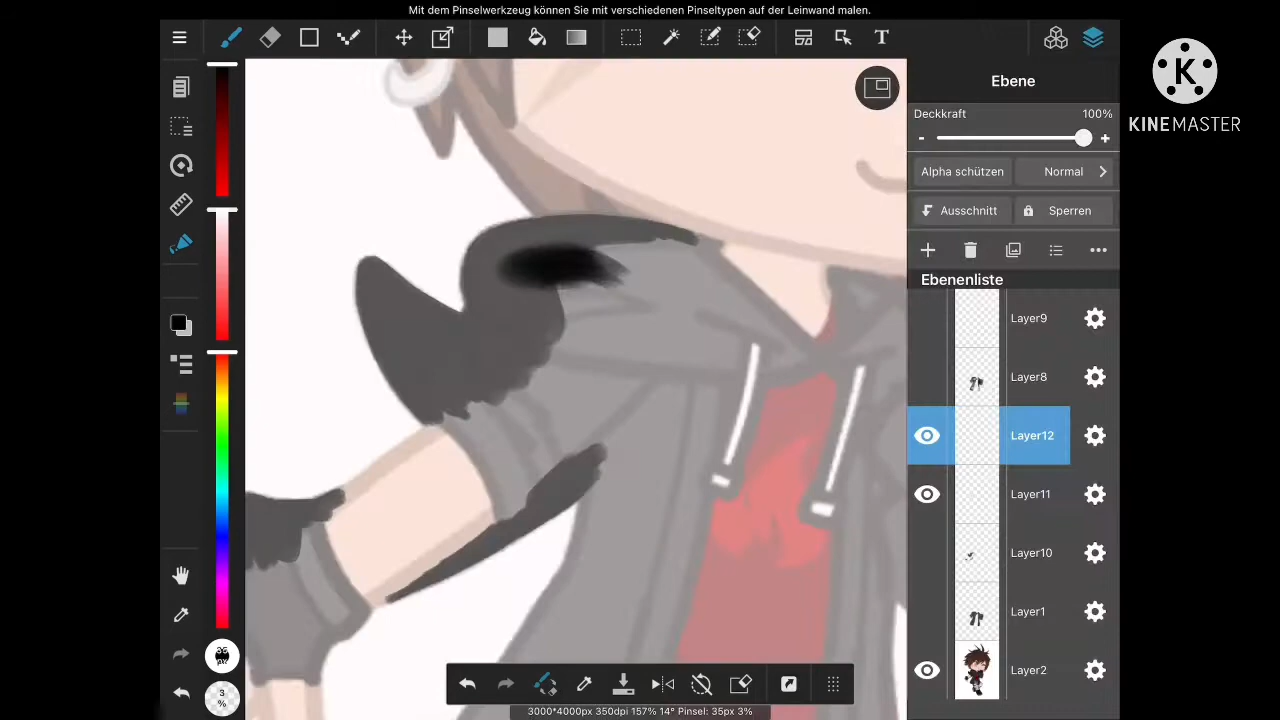 Mit dem Pinselwerkzeug können Sie mit verschiedenen Pinseltypen auf der Leinwand malen.
T
K
KINEMASTER
Ebene
Deckkraft 100%
- +
Alpha schützen Normal
Ausschnitt Sperren
Ebenenliste
Layer9
Layer8
Layer12
Layer11
Layer10
Layer1
Layer2
3
%
3000*4000px 350dpi 157% 14° Pinsel: 35px 3%